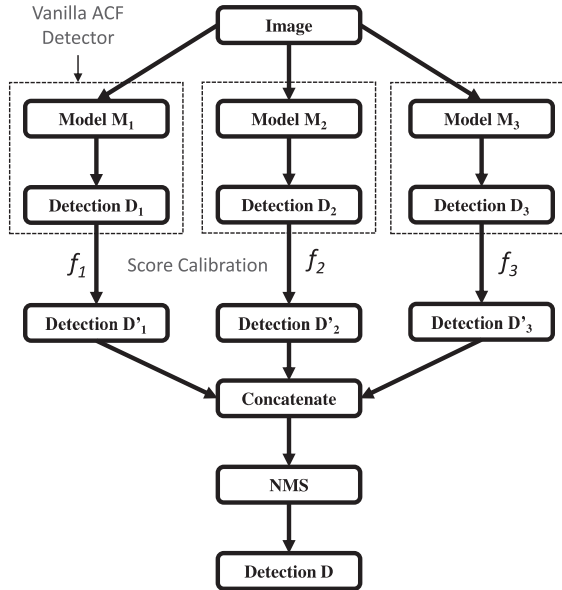 Vanilla ACF
Detector
Image
Model M₁
Model M₂
Model M₃
Detection D₁
Detection D₂
Detection D₃
f₁
Score Calibration
f₂
f₃
Detection D'₁
Detection D'₂
Detection D'₃
Concatenate
NMS
Detection D